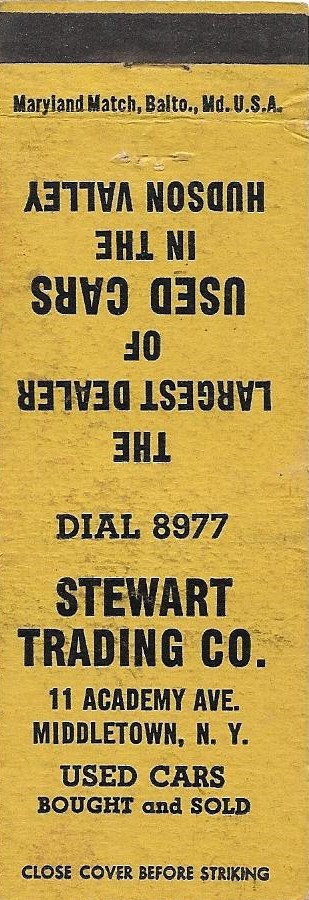 Maryland Match, Balto., Md. U.S.A.
THE
LARGEST DEALER
OF
USED CARS
IN THE
HUDSON VALLEY
DIAL 8977
STEWART
TRADING CO.
11 ACADEMY AVE.
MIDDLETOWN, N. Y.
USED CARS
BOUGHT and SOLD
CLOSE COVER BEFORE STRIKING